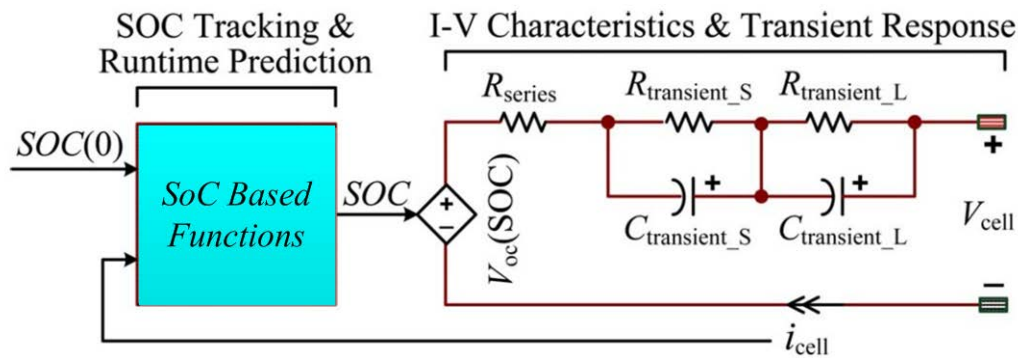 SOC Tracking &
Runtime Prediction
I-V Characteristics & Transient Response
SOC(0)
SoC Based
Functions
SOC
+
−
Voc(SOC)
Rseries
Rtransient_S
Rtransient_L
+
+
Ctransient_S
Ctransient_L
+
Vcell
−
icell